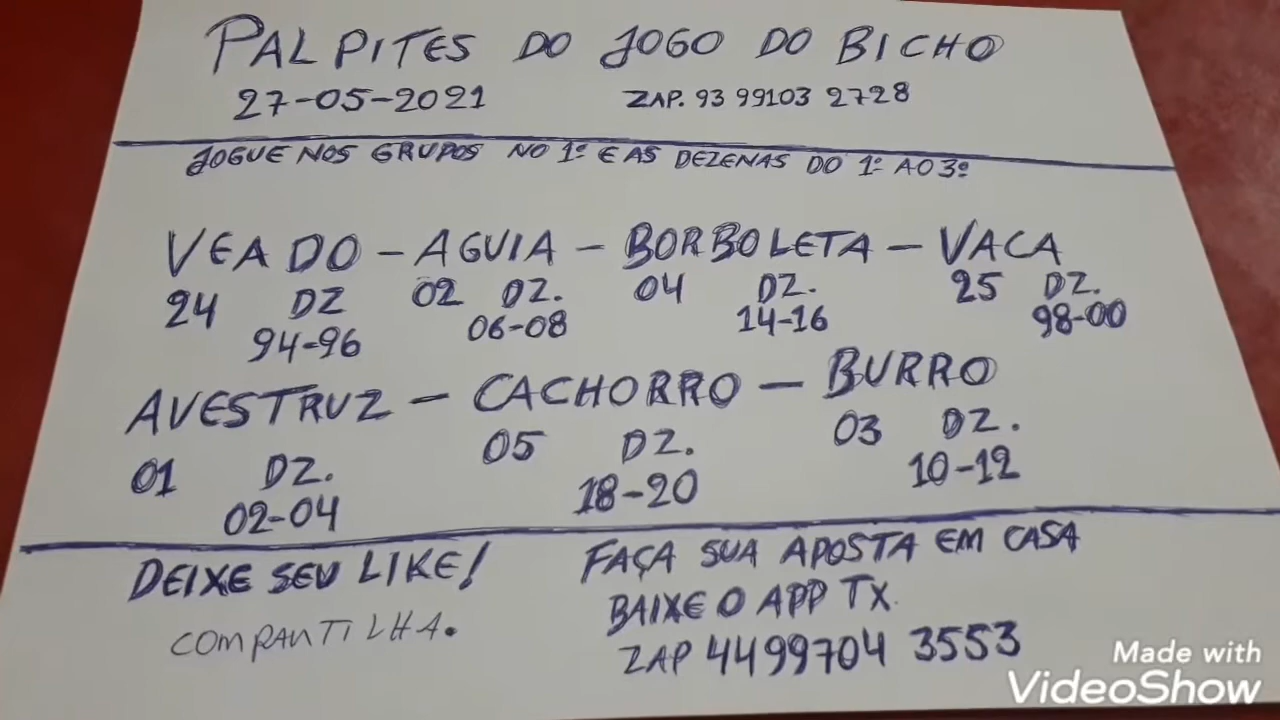 PALPITES DO JOGO DO BICHO
27-05-2021 ZAP. 93 99103 2728
JOGUE NOS GRUPOS NO 1º E AS DEZENAS DO 1º AO 3º
VEADO - AGUIA - BORBOLETA - VACA
24 DZ 02 DZ. 04 DZ. 25 DZ.
94-96 06-08 14-16 98-00
AVESTRUZ - CACHORRO - BURRO
01 DZ. 05 DZ. 03 DZ.
02-04 18-20 10-12
DEIXE SEU LIKE! FAÇA SUA APOSTA EM CASA
COMPARTILHA. BAIXE O APP TX.
ZAP 4499704 3553
Made with
VideoShow